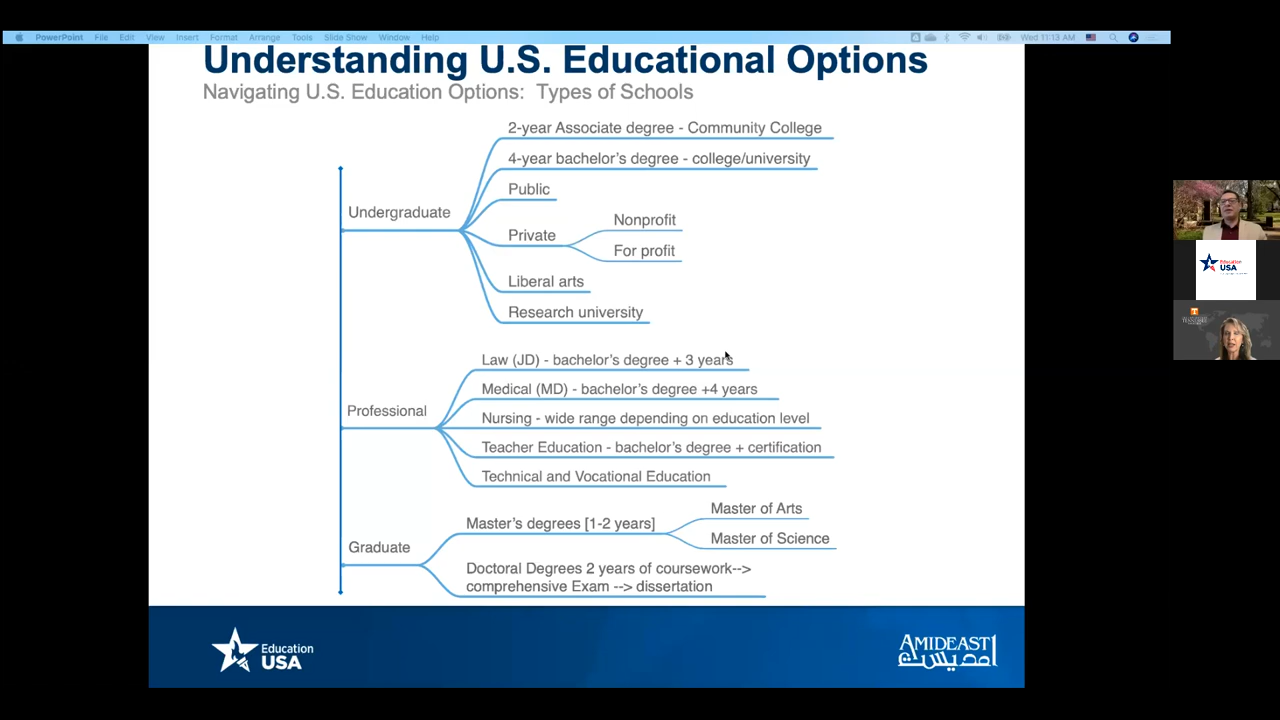 PowerPoint File Edit View Insert Format Arrange Tools Slide Show Window Help Wed 11:13 AM
Understanding U.S. Educational Options
Navigating U.S. Education Options: Types of Schools
Undergraduate
2-year Associate degree - Community College
4-year bachelor's degree - college/university
Public
Private
Nonprofit
For profit
Liberal arts
Research university
Professional
Law (JD) - bachelor's degree + 3 years
Medical (MD) - bachelor's degree +4 years
Nursing - wide range depending on education level
Teacher Education - bachelor's degree + certification
Technical and Vocational Education
Graduate
Master's degrees [1-2 years]
Master of Arts
Master of Science
Doctoral Degrees 2 years of coursework-->
comprehensive Exam --> dissertation
Education
USA
AMIDEAST
امديست
Education
USA
T